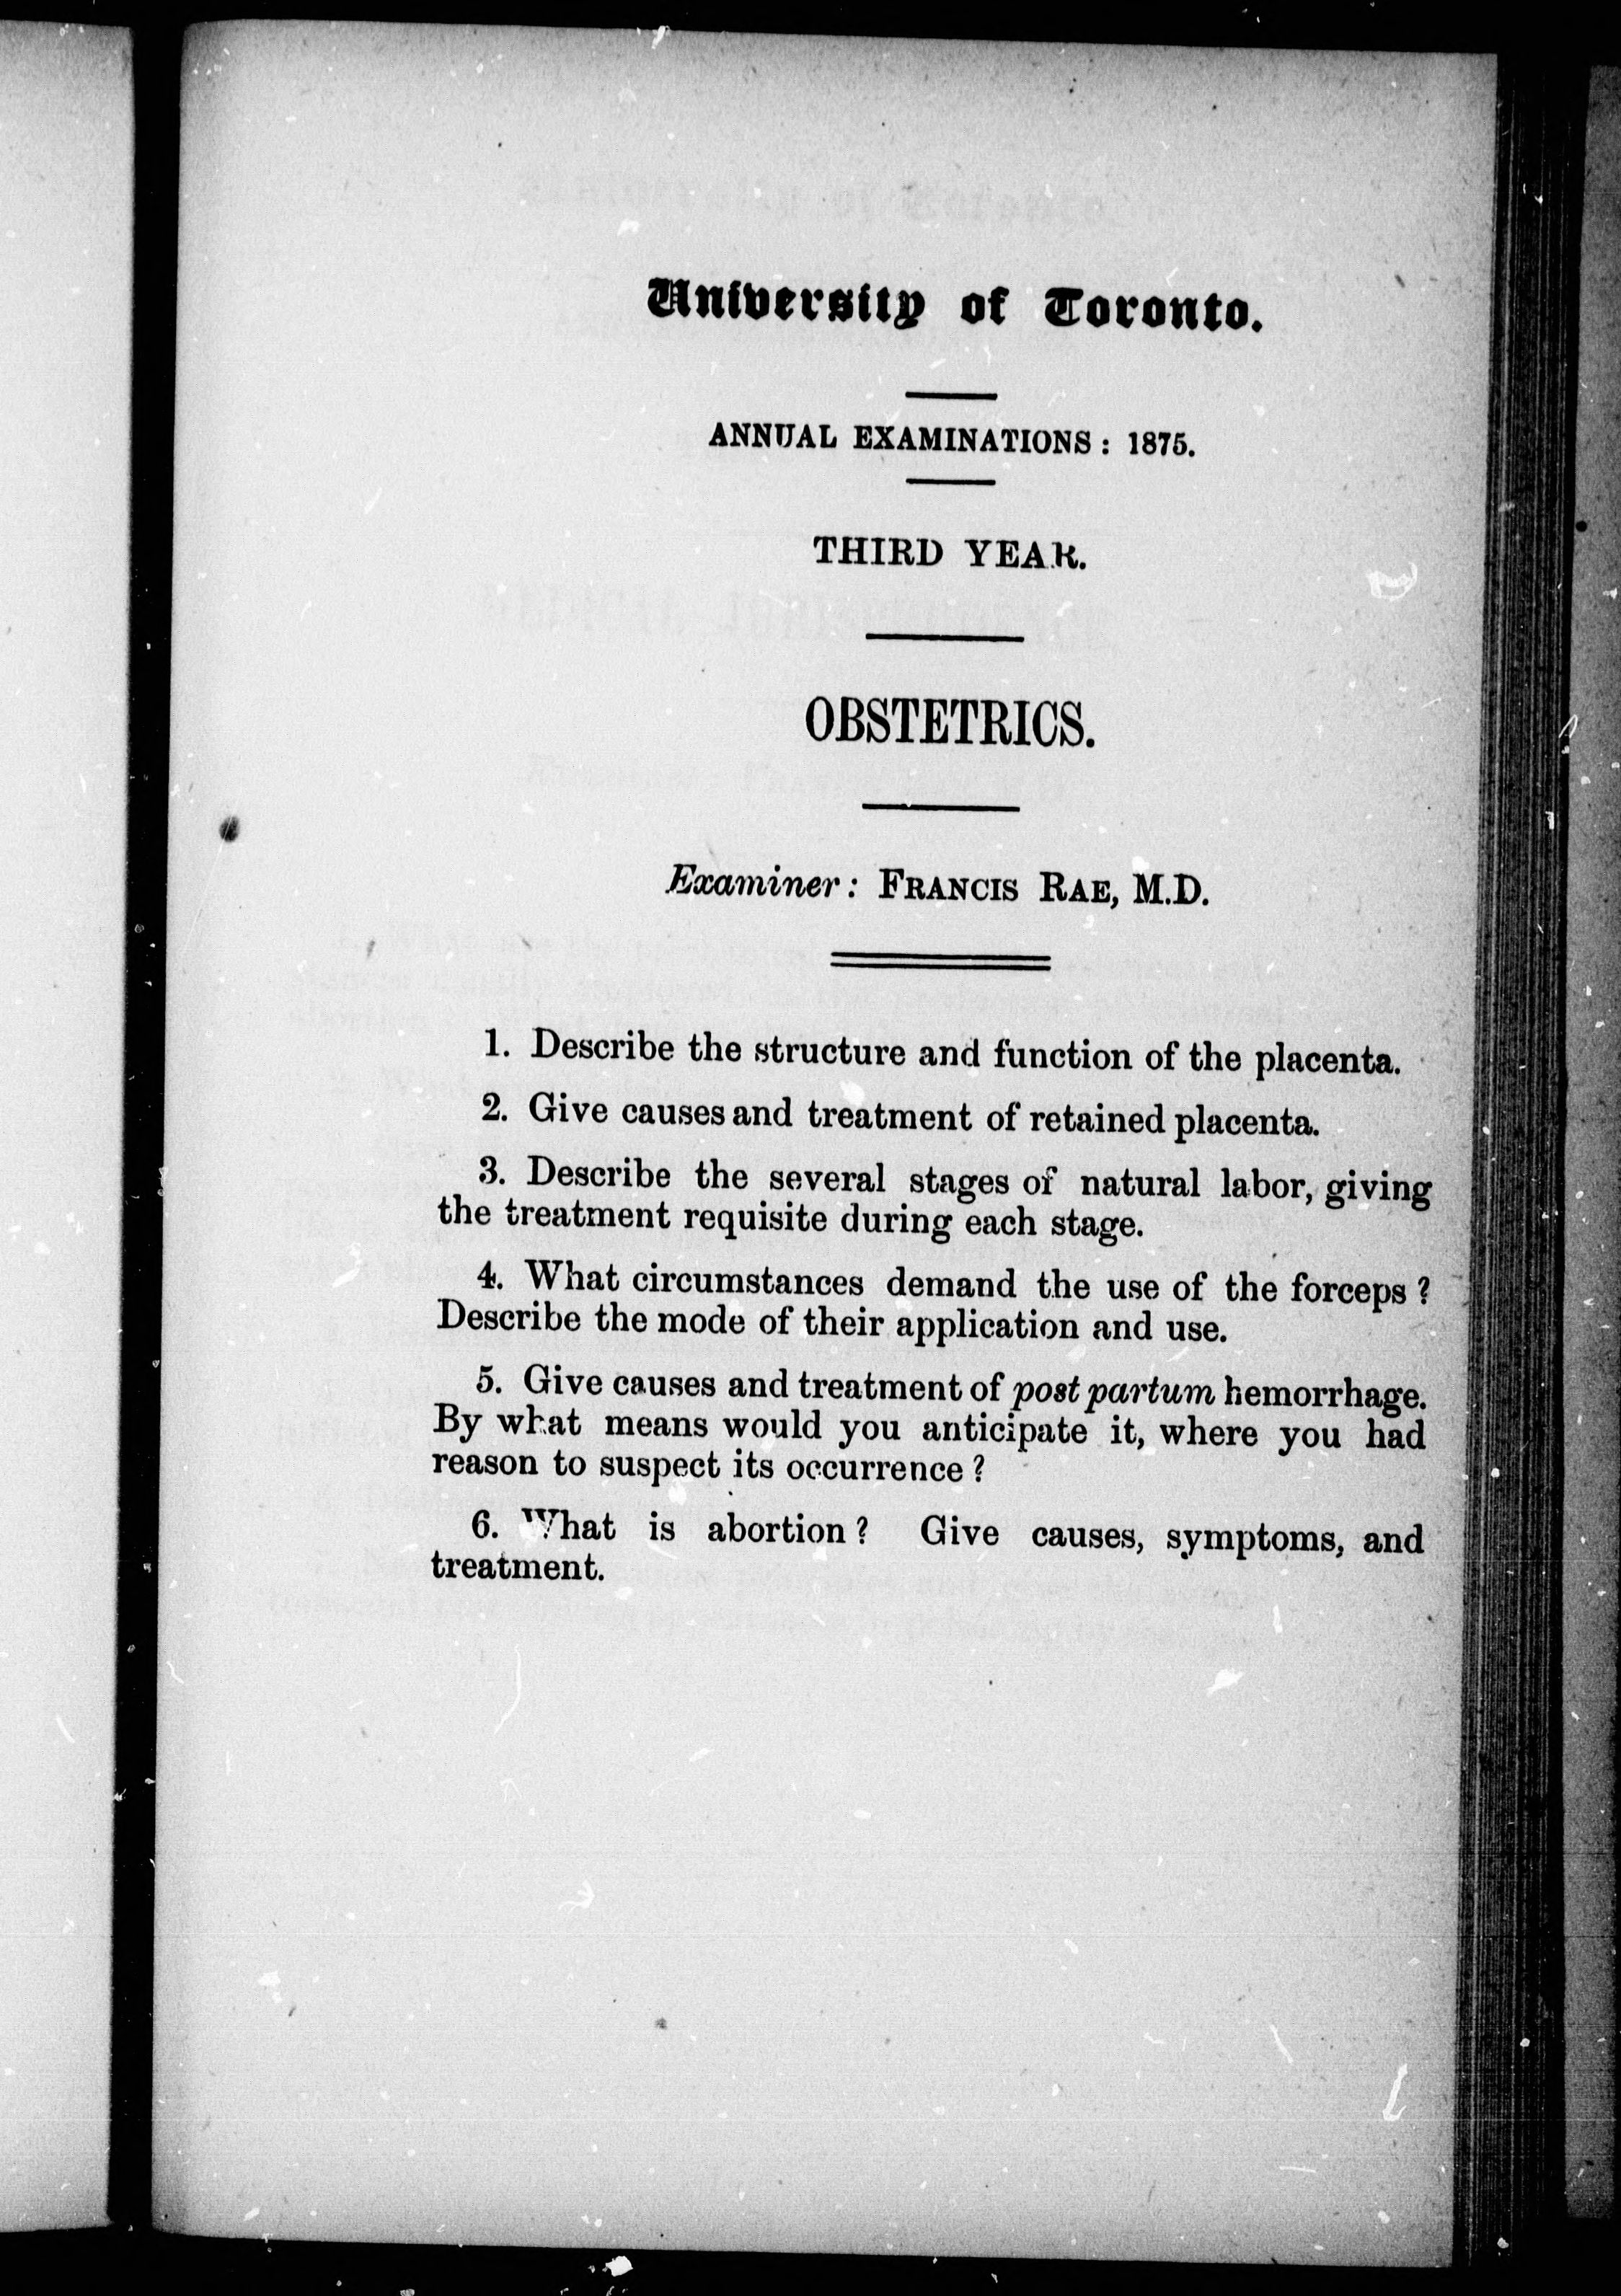 University of Toronto.
ANNUAL EXAMINATIONS: 1875.
THIRD YEAR.
OBSTETRICS.
Examiner: FRANCIS RAE, M.D.
1. Describe the structure and function of the placenta.
2. Give causes and treatment of retained placenta.
3. Describe the several stages of natural labor, giving
the treatment requisite during each stage.
4. What circumstances demand the use of the forceps?
Describe the mode of their application and use.
5. Give causes and treatment of post partum hemorrhage.
By what means would you anticipate it, where you had
reason to suspect its occurrence?
6. What is abortion? Give causes, symptoms, and
treatment.